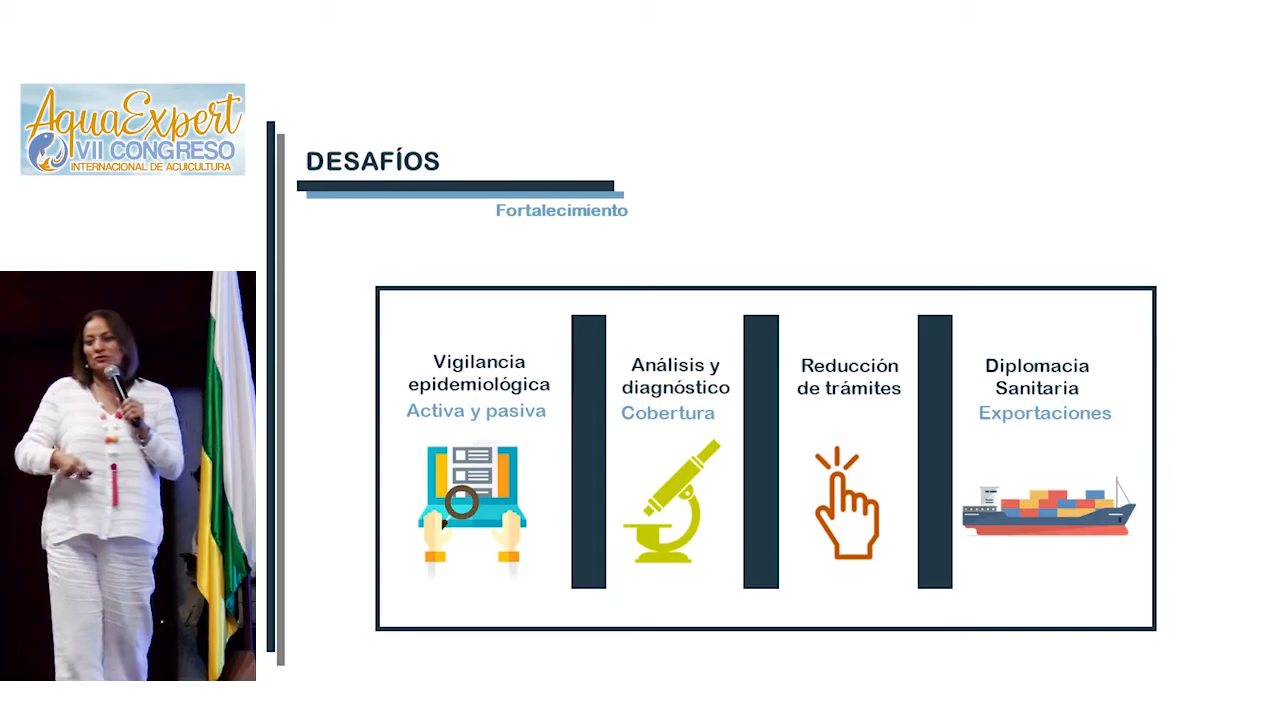 AquaExpert
VII CONGRESO
INTERNACIONAL DE ACUICULTURA
DESAFÍOS
Fortalecimiento
Vigilancia
epidemiológica
Activa y pasiva
Análisis y
diagnóstico
Cobertura
Reducción
de trámites
Diplomacia
Sanitaria
Exportaciones